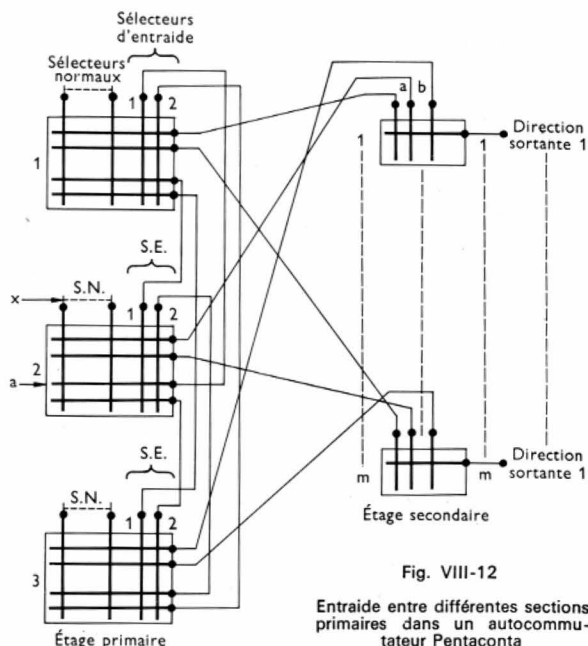 Sélecteurs
d'entraide
Sélecteurs
normaux
1 2
1
a b
1
1
Direction
sortante 1
S.E.
S.N.
1 2
x
2
a
S.E.
S.N.
1 2
3
m
m
Direction
sortante 1
Étage secondaire
Étage primaire
Fig. VIII-12
Entraide entre différentes sections
primaires dans un autocommu-
tateur Pentaconta